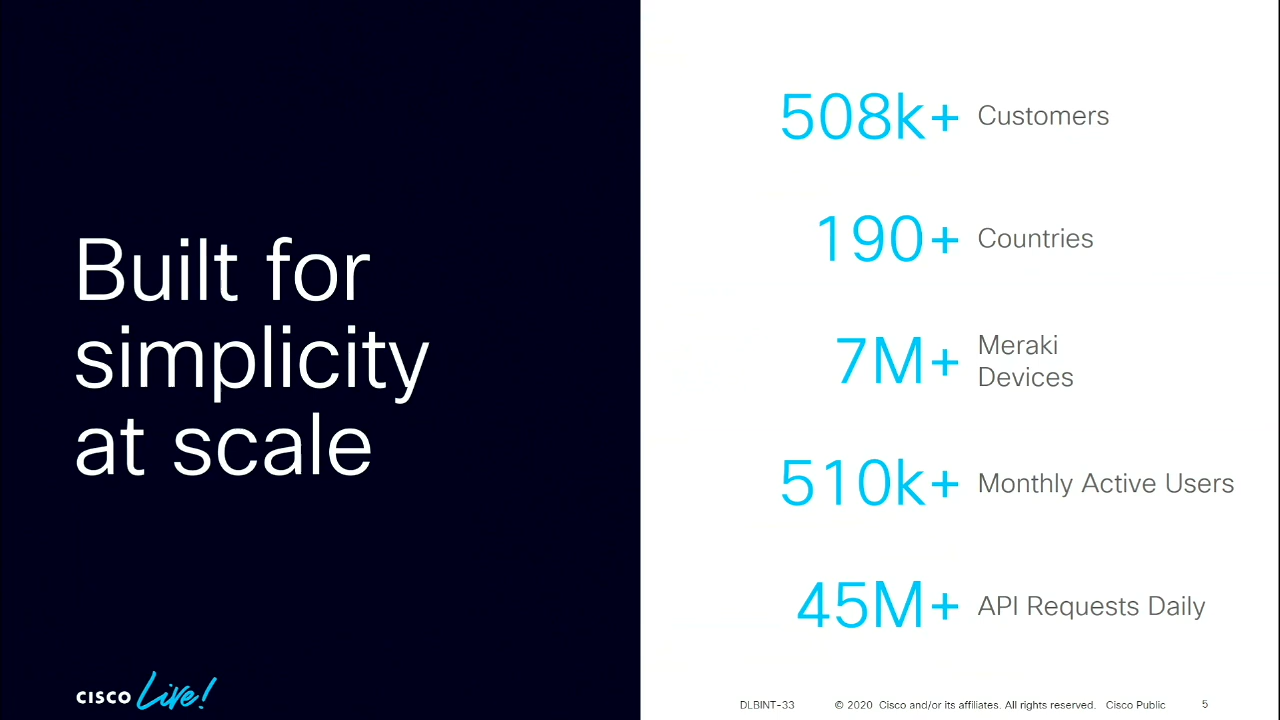 Built for
simplicity
at scale
508k+ Customers
190+ Countries
7M+ Meraki
Devices
510k+ Monthly Active Users
45M+ API Requests Daily
CISCO Live!
DLBINT-33 © 2020 Cisco and/or its affiliates. All rights reserved. Cisco Public 5